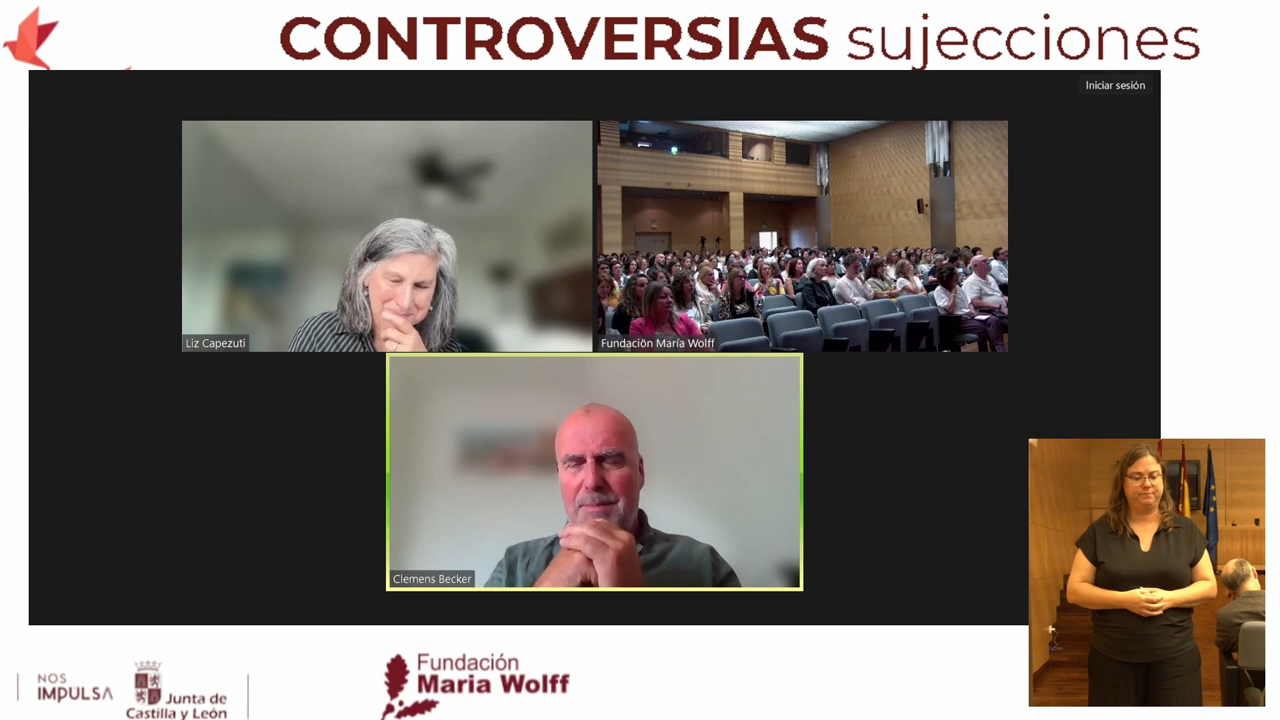 CONTROVERSIAS sujecciones
Iniciar sesión
Liz Capezuti
Fundaciön María Wolff
Clemens Becker
NOS
IMPULSA
Junta de
Castilla y León
Fundación
Maria Wolff